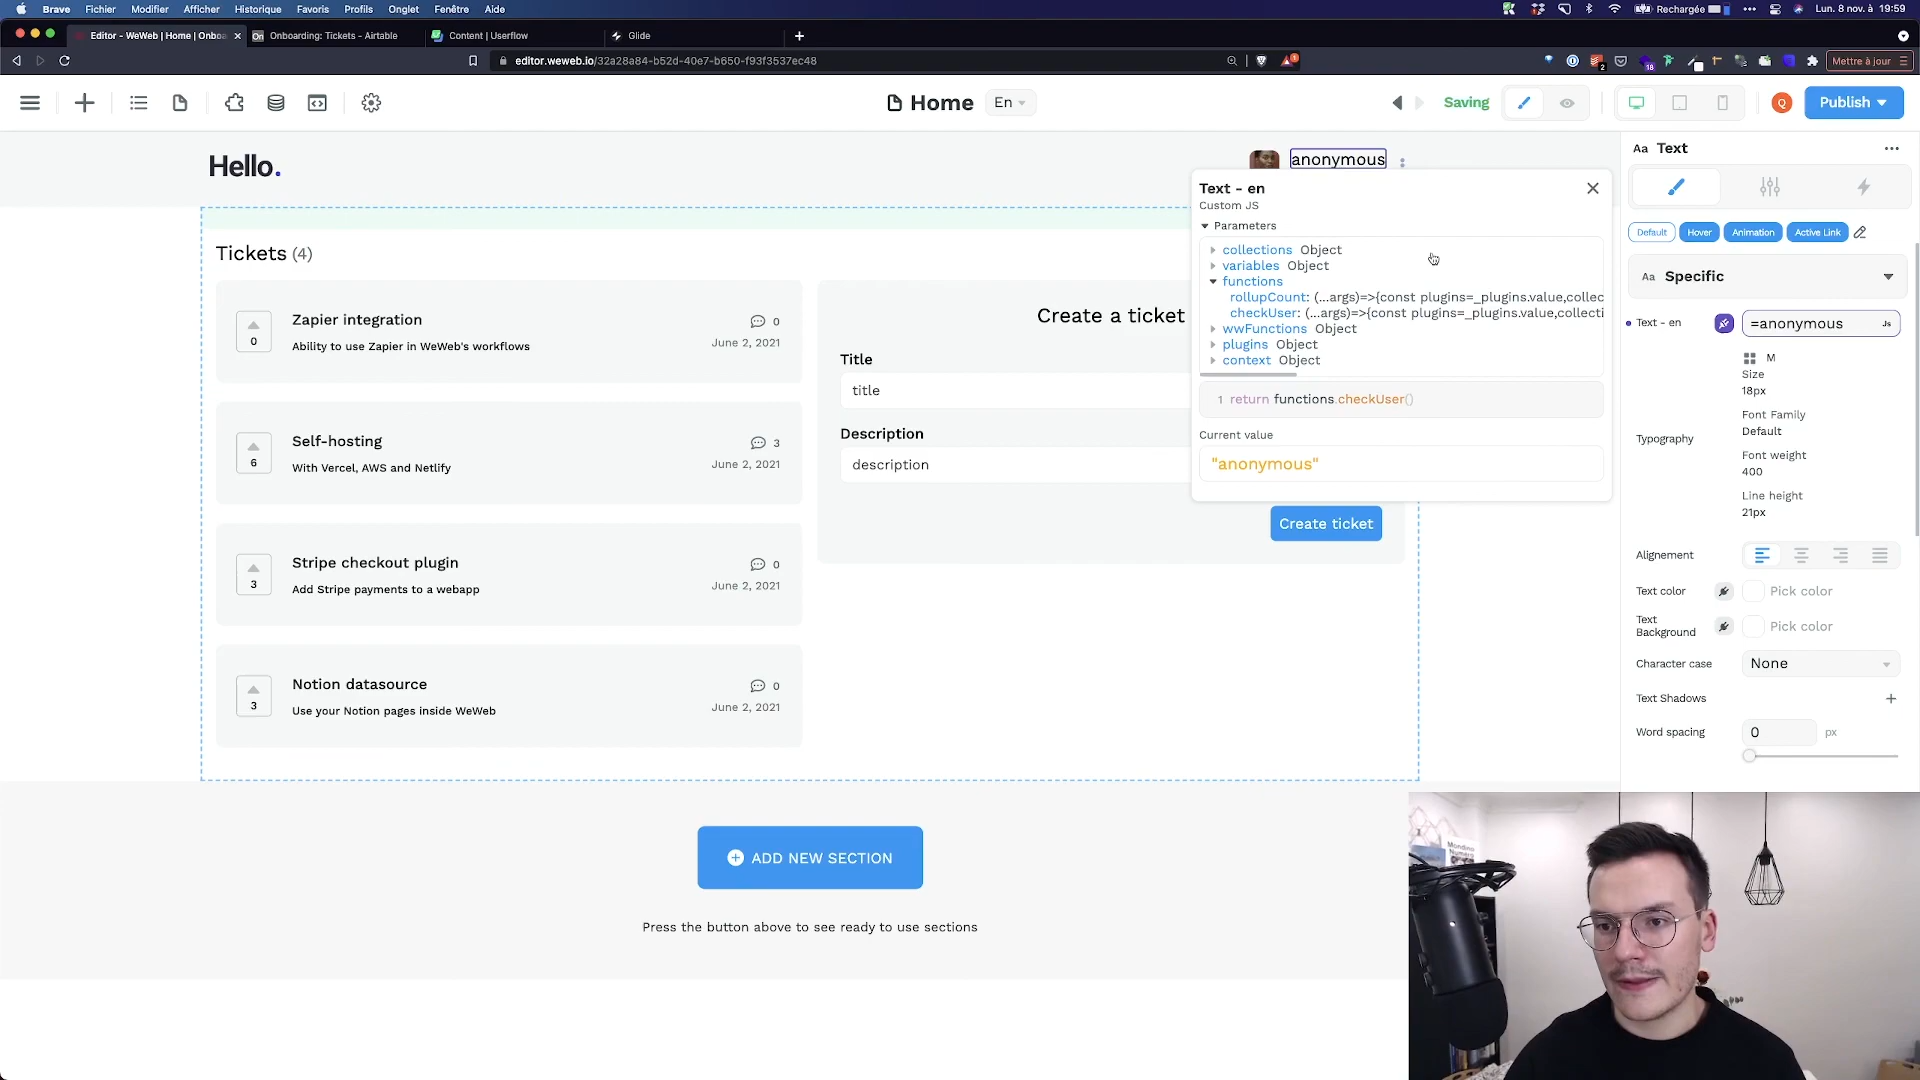 Brave Fichier Modifier Afficher Historique Favoris Profils Onglet Fenêtre Aide Rechargée Lun. 8 nov. à 19:59
Editor - WeWeb | Home | Onboa On Onboarding: Tickets - Airtable Content | Userflow Glide
editor.weweb.io/32a28a84-b52d-40e7-b650-f93f3537ec48 1 2 18 Mettre à jour
Home En Saving Q Publish
Hello. anonymous
Tickets (4)
0
Zapier integration
Ability to use Zapier in WeWeb's workflows
0
June 2, 2021
6
Self-hosting
With Vercel, AWS and Netlify
3
June 2, 2021
3
Stripe checkout plugin
Add Stripe payments to a webapp
0
June 2, 2021
3
Notion datasource
Use your Notion pages inside WeWeb
0
June 2, 2021
Create a ticket
Title
title
Description
description
Create ticket
Text - en
Custom JS
Parameters
collections Object
variables Object
functions
rollupCount: (...args)=>{const plugins=_plugins.value,collec
checkUser: (...args)=>{const plugins=_plugins.value,collecti
wwFunctions Object
plugins Object
context Object
1 return functions.checkUser()
Current value
"anonymous"
Aa Text
Default Hover Animation Active Link
Aa Specific
Text - en =anonymous Js
Typography
M
Size
18px
Font Family
Default
Font weight
400
Line height
21px
Alignement
Text color Pick color
Text
Background Pick color
Character case None
Text Shadows
Word spacing 0 px
ADD NEW SECTION
Press the button above to see ready to use sections